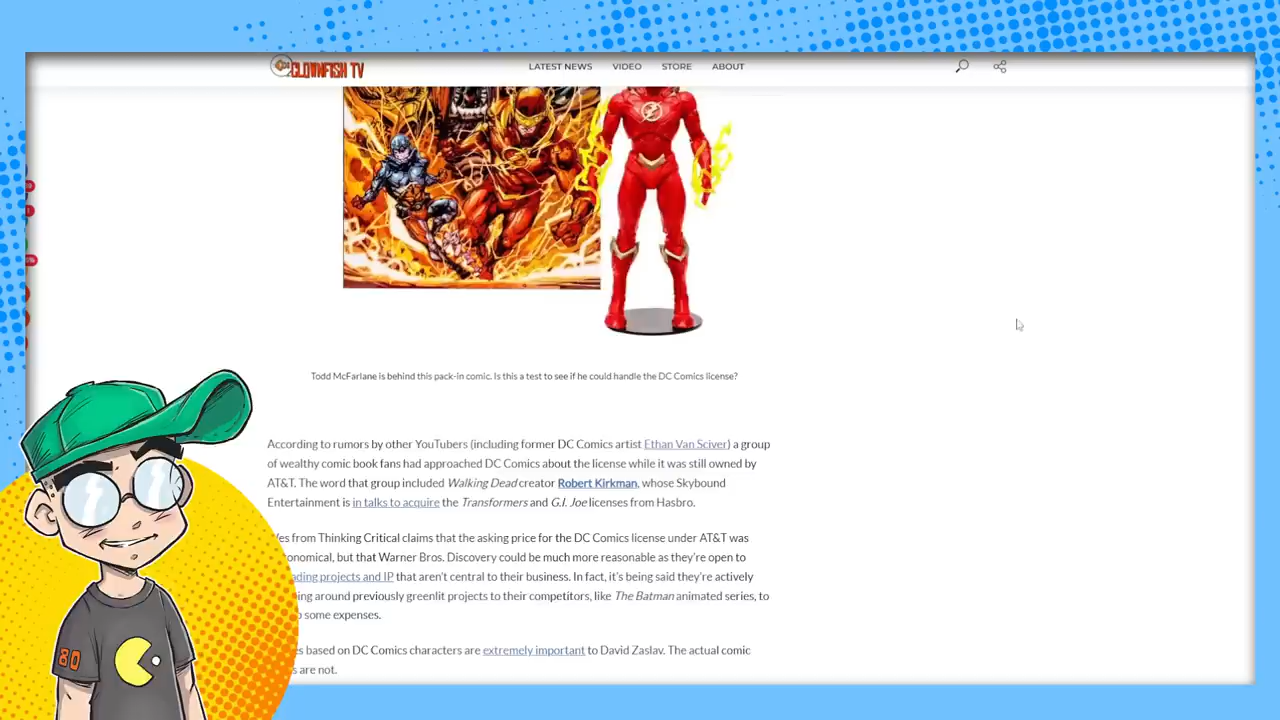 CLOWNFISH TV
LATEST NEWS VIDEO STORE ABOUT
Todd McFarlane is behind this pack-in comic. Is this a test to see if he could handle the DC Comics license?
According to rumors by other YouTubers (including former DC Comics artist Ethan Van Sciver) a group
of wealthy comic book fans had approached DC Comics about the license while it was still owned by
AT&T. The word that group included Walking Dead creator Robert Kirkman, whose Skybound
Entertainment is in talks to acquire the Transformers and G.I. Joe licenses from Hasbro.
from Thinking Critical claims that the asking price for the DC Comics license under AT&T was
but that Warner Bros. Discovery could be much more reasonable as they're open to
projects and IP that aren't central to their business. In fact, it's being said they're actively
around previously greenlit projects to their competitors, like The Batman animated series, to
some expenses.
based on DC Comics characters are extremely important to David Zaslav. The actual comic
are not.
80